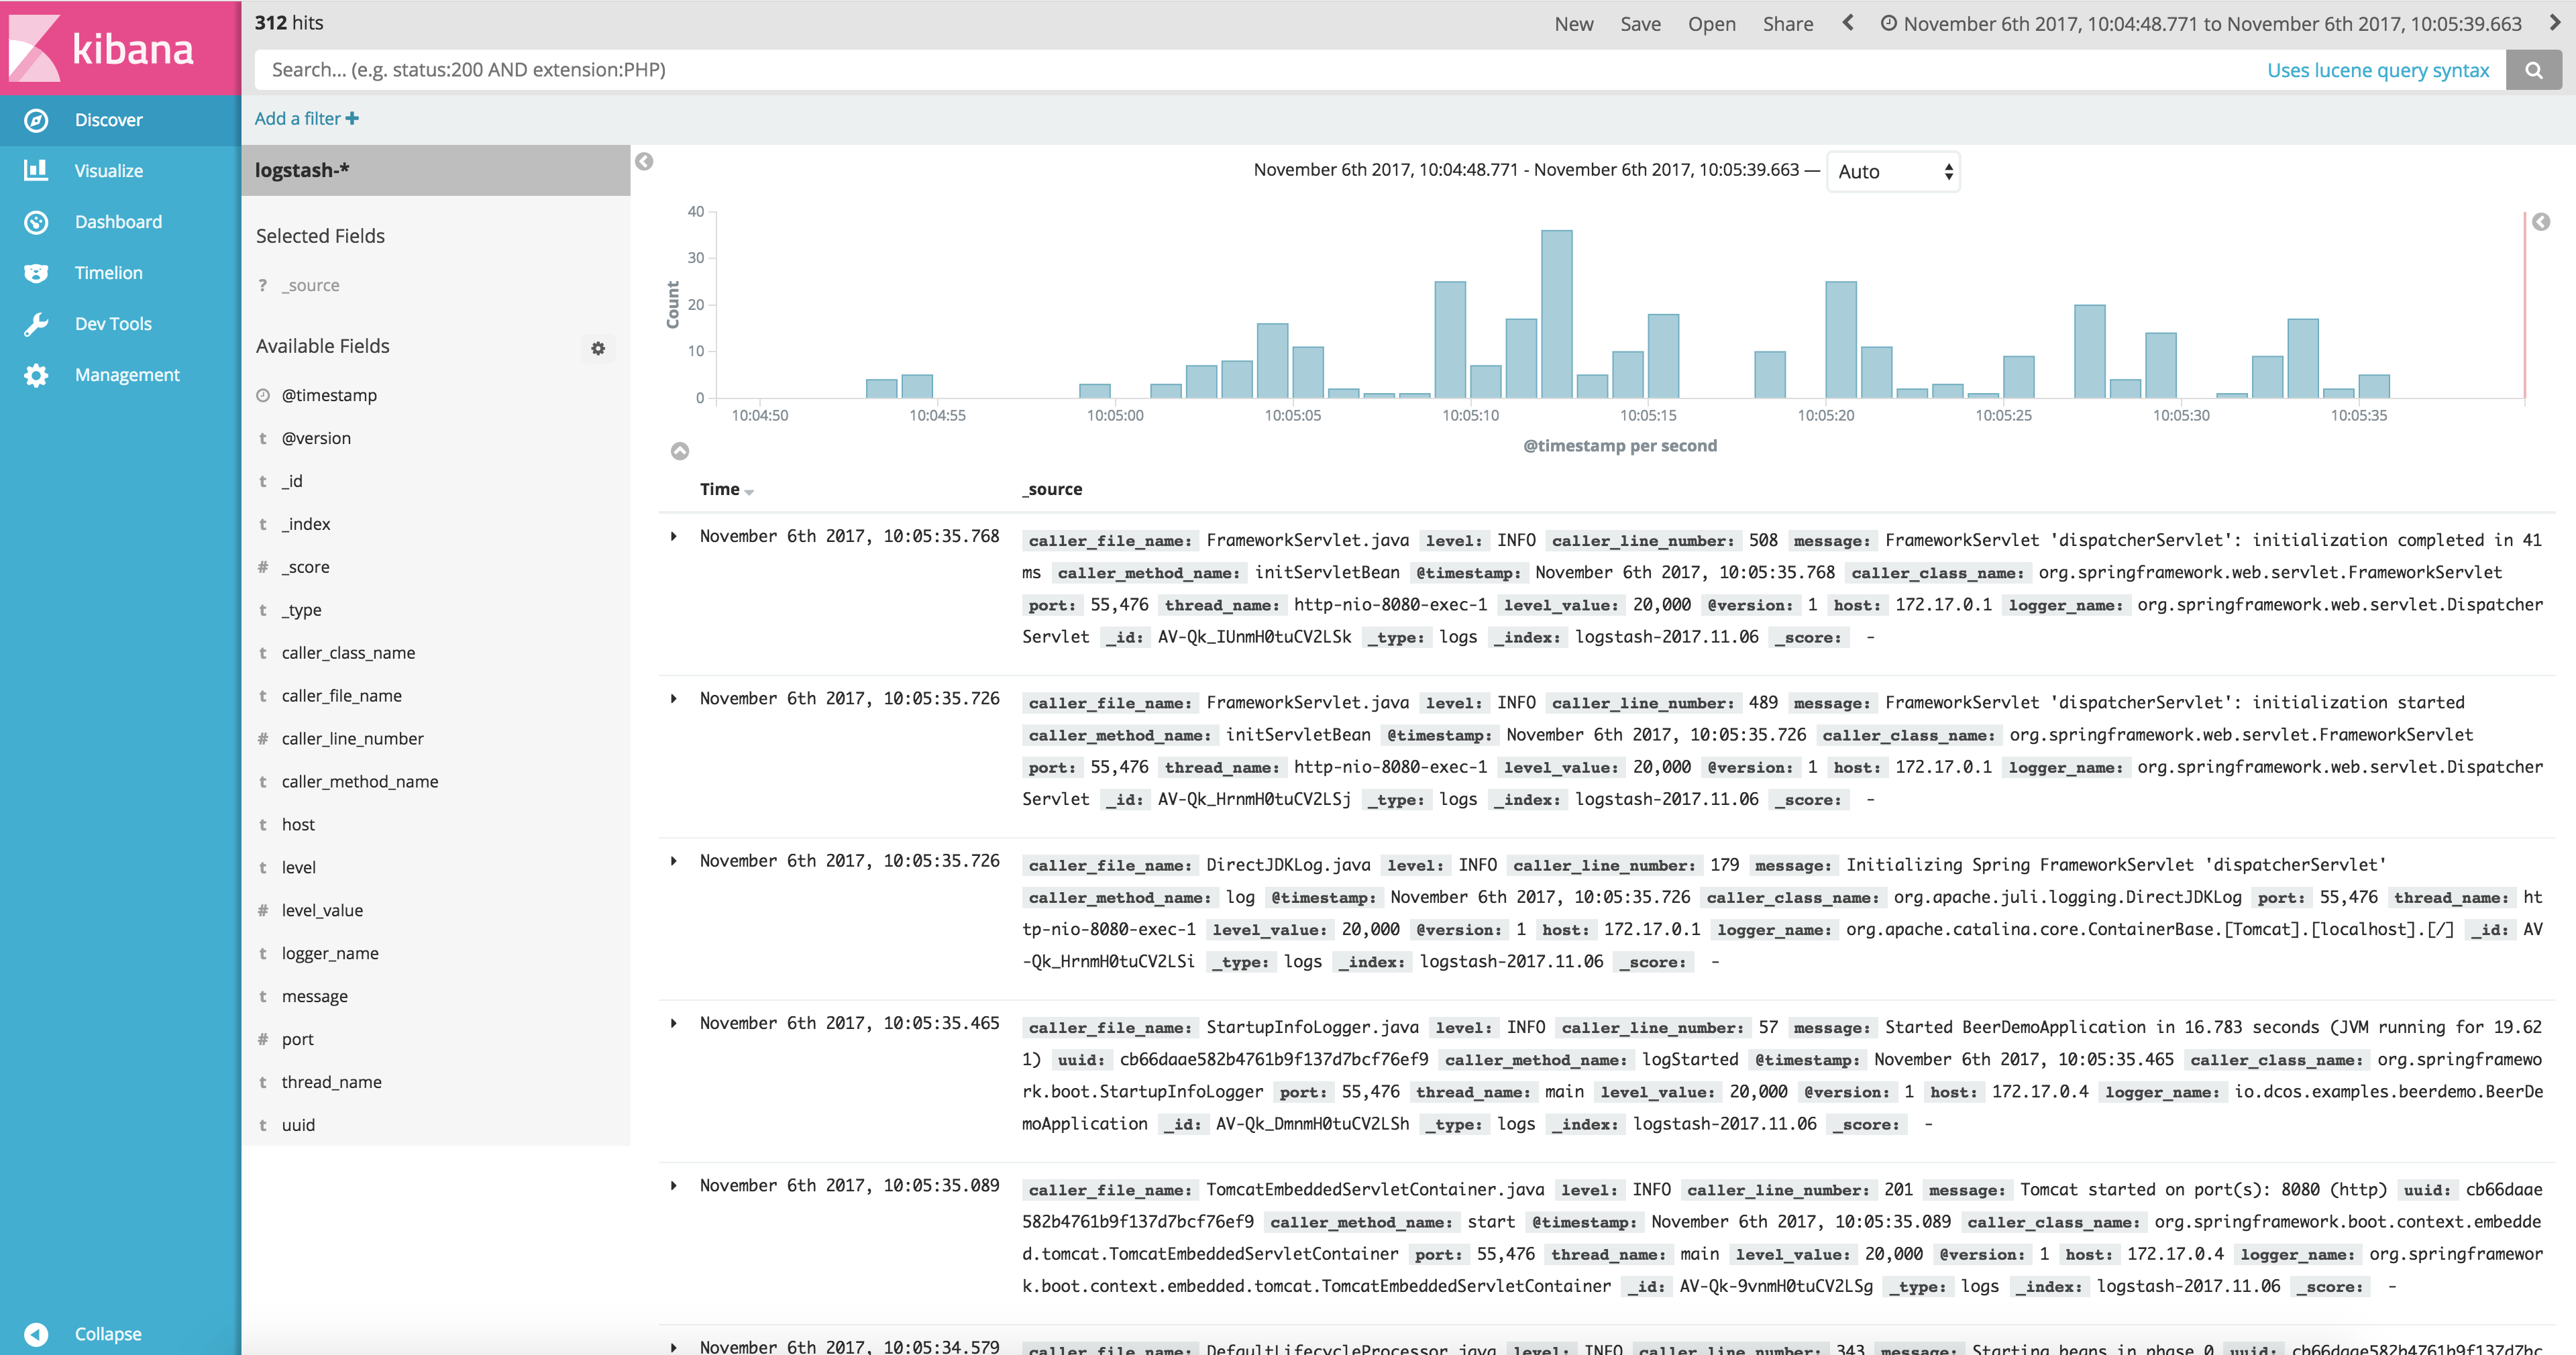 kibana
312 hits
New Save Open Share November 6th 2017, 10:04:48.771 to November 6th 2017, 10:05:39.663
Search... (e.g. status:200 AND extension:PHP) Uses lucene query syntax
Add a filter +
Discover
Visualize
Dashboard
Timelion
Dev Tools
Management
Collapse
logstash-*
Selected Fields
? _source
Available Fields
@timestamp
t @version
t _id
t _index
# _score
t _type
t caller_class_name
t caller_file_name
# caller_line_number
t caller_method_name
t host
t level
# level_value
t logger_name
t message
# port
t thread_name
t uuid
November 6th 2017, 10:04:48.771 - November 6th 2017, 10:05:39.663 — Auto
Count
40
30
20
10
0
10:04:50 10:04:55 10:05:00 10:05:05 10:05:10 10:05:15 10:05:20 10:05:25 10:05:30 10:05:35
@timestamp per second
Time _source
November 6th 2017, 10:05:35.768 caller_file_name: FrameworkServlet.java level: INFO caller_line_number: 508 message: FrameworkServlet 'dispatcherServlet': initialization completed in 41
ms caller_method_name: initServletBean @timestamp: November 6th 2017, 10:05:35.768 caller_class_name: org.springframework.web.servlet.FrameworkServlet
port: 55,476 thread_name: http-nio-8080-exec-1 level_value: 20,000 @version: 1 host: 172.17.0.1 logger_name: org.springframework.web.servlet.Dispatcher
Servlet _id: AV-Qk_IUnmH0tuCV2LSk _type: logs _index: logstash-2017.11.06 _score: -
November 6th 2017, 10:05:35.726 caller_file_name: FrameworkServlet.java level: INFO caller_line_number: 489 message: FrameworkServlet 'dispatcherServlet': initialization started
caller_method_name: initServletBean @timestamp: November 6th 2017, 10:05:35.726 caller_class_name: org.springframework.web.servlet.FrameworkServlet
port: 55,476 thread_name: http-nio-8080-exec-1 level_value: 20,000 @version: 1 host: 172.17.0.1 logger_name: org.springframework.web.servlet.Dispatcher
Servlet _id: AV-Qk_HrnmH0tuCV2LSj _type: logs _index: logstash-2017.11.06 _score: -
November 6th 2017, 10:05:35.726 caller_file_name: DirectJDKLog.java level: INFO caller_line_number: 179 message: Initializing Spring FrameworkServlet 'dispatcherServlet'
caller_method_name: log @timestamp: November 6th 2017, 10:05:35.726 caller_class_name: org.apache.juli.logging.DirectJDKLog port: 55,476 thread_name: ht
tp-nio-8080-exec-1 level_value: 20,000 @version: 1 host: 172.17.0.1 logger_name: org.apache.catalina.core.ContainerBase.[Tomcat].[localhost].[/] _id: AV
-Qk_HrnmH0tuCV2LSi _type: logs _index: logstash-2017.11.06 _score: -
November 6th 2017, 10:05:35.465 caller_file_name: StartupInfoLogger.java level: INFO caller_line_number: 57 message: Started BeerDemoApplication in 16.783 seconds (JVM running for 19.62
1) uuid: cb66daae582b4761b9f137d7bcf76ef9 caller_method_name: logStarted @timestamp: November 6th 2017, 10:05:35.465 caller_class_name: org.springframewo
rk.boot.StartupInfoLogger port: 55,476 thread_name: main level_value: 20,000 @version: 1 host: 172.17.0.4 logger_name: io.dcos.examples.beerdemo.BeerDe
moApplication _id: AV-Qk_DmnmH0tuCV2LSh _type: logs _index: logstash-2017.11.06 _score: -
November 6th 2017, 10:05:35.089 caller_file_name: TomcatEmbeddedServletContainer.java level: INFO caller_line_number: 201 message: Tomcat started on port(s): 8080 (http) uuid: cb66daae
582b4761b9f137d7bcf76ef9 caller_method_name: start @timestamp: November 6th 2017, 10:05:35.089 caller_class_name: org.springframework.boot.context.embedde
d.tomcat.TomcatEmbeddedServletContainer port: 55,476 thread_name: main level_value: 20,000 @version: 1 host: 172.17.0.4 logger_name: org.springframewor
k.boot.context.embedded.tomcat.TomcatEmbeddedServletContainer _id: AV-Qk-9vnmH0tuCV2LSg _type: logs _index: logstash-2017.11.06 _score: -
November 6th 2017, 10:05:34.579 caller_file_name: DefaultLifecycleProcessor.java level: INFO caller_line_number: 343 message: Starting beans in phase 0 uuid: cb66daae582b4761b9f137d7bc